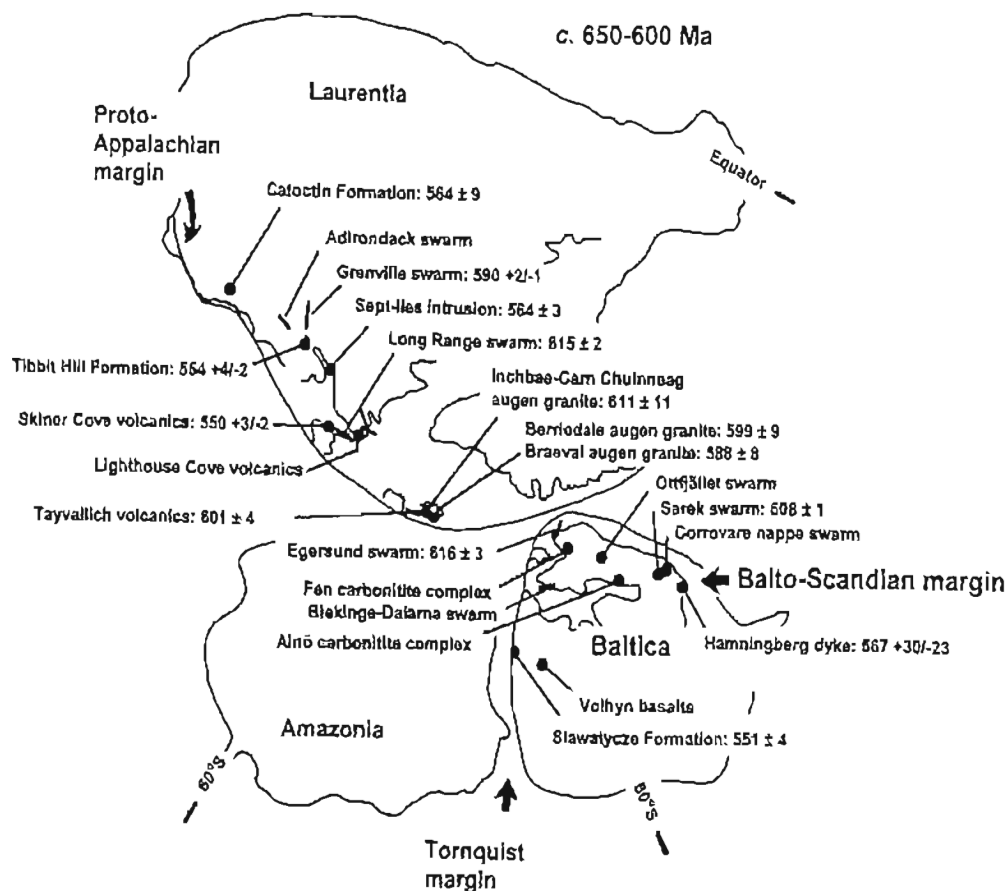 c. 650-600 Ma
Laurentia
Proto-
Appalachian
margin
Equator
Catoctin Formation: 564 ± 9
Adirondack swarm
Grenville swarm: 590 +2/-1
Sept-Iles intrusion: 564 ± 3
Long Range swarm: 615 ± 2
Tibbit Hill Formation: 554 +4/-2
Inchbae-Carn Chuinneag
augen granite: 611 ± 11
Skinor Cove volcanics: 550 +3/-2
Berriedale augen granite: 599 ± 9
Braeval augen granite: 588 ± 8
Lighthouse Cove volcanics
Ottfjället swarm
Sarek swarm: 608 ± 1
Corrovare nappe swarm
Tayvallich volcanics: 601 ± 4
Egersund swarm: 616 ± 3
Fen carbonitite complex
Blekinge-Dalarna swarm
Alnö carbonitite complex
Balto-Scandian margin
Baltica
Hamningberg dyke: 567 +30/-23
Volhyn basalts
Slawatycze Formation: 551 ± 4
Amazonia
60°S
60°S
Tornquist
margin